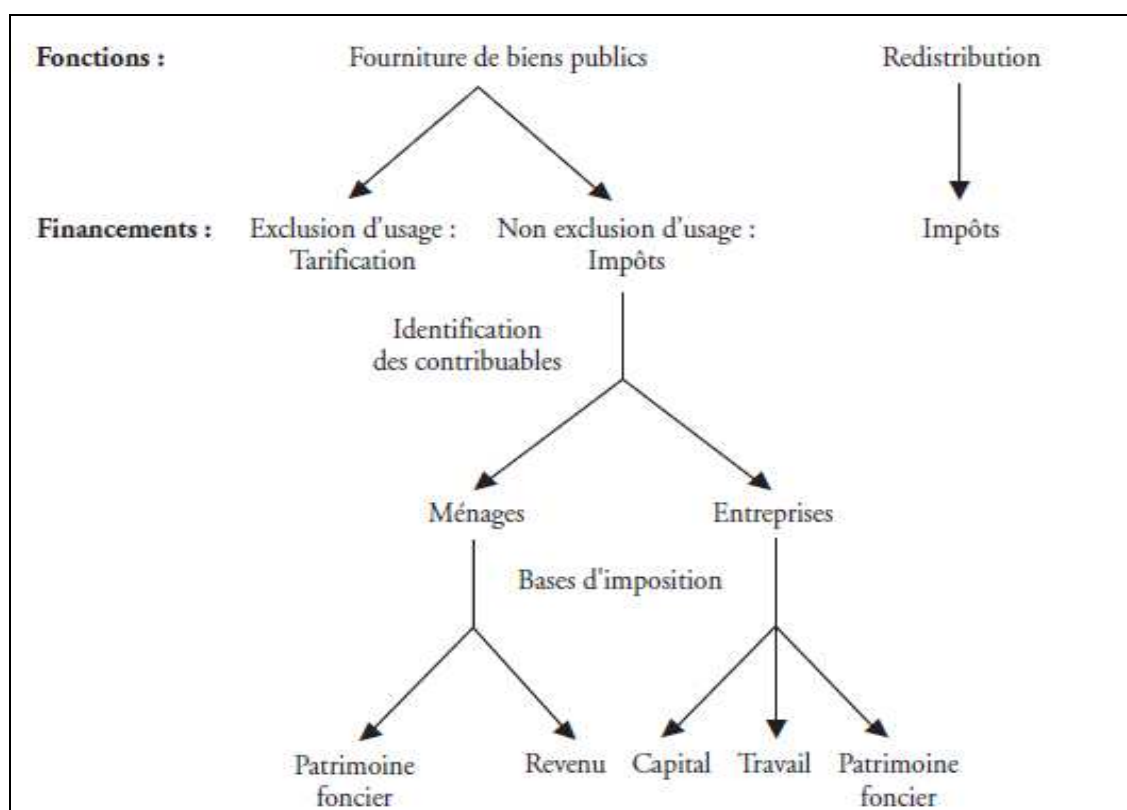 Fonctions : Fourniture de biens publics Redistribution
Financements : Exclusion d'usage : Non exclusion d'usage : Impôts
Tarification Impôts
Identification
des contribuables
Ménages Entreprises
Bases d'imposition
Patrimoine Revenu Capital Travail Patrimoine
foncier foncier